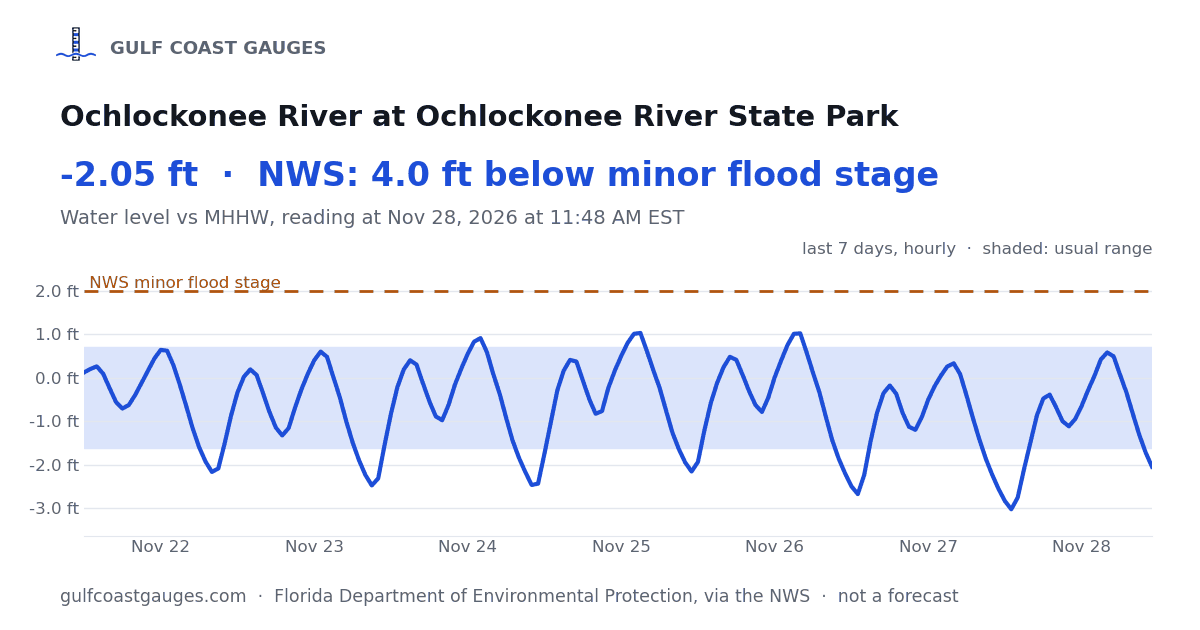 GULF COAST GAUGES
Ochlockonee River at Ochlockonee River State Park
-2.05 ft · NWS: 4.0 ft below minor flood stage
Water level vs MHHW, reading at Nov 28, 2026 at 11:48 AM EST
last 7 days, hourly · shaded: usual range
NWS minor flood stage
2.0 ft
1.0 ft
0.0 ft
-1.0 ft
-2.0 ft
-3.0 ft
Nov 22 Nov 23 Nov 24 Nov 25 Nov 26 Nov 27 Nov 28
gulfcoastgauges.com · Florida Department of Environmental Protection, via the NWS · not a forecast